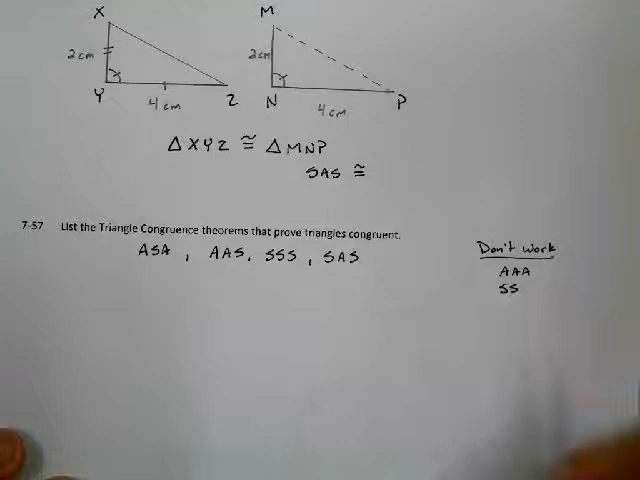 X M
2cm 2cm
Y Z N P
4cm 4cm
△XYZ ≅ △MNP
SAS ≅
7-57 List the Triangle Congruence theorems that prove triangles congruent.
ASA, AAS, SSS, SAS
Don't work
AAA
SS